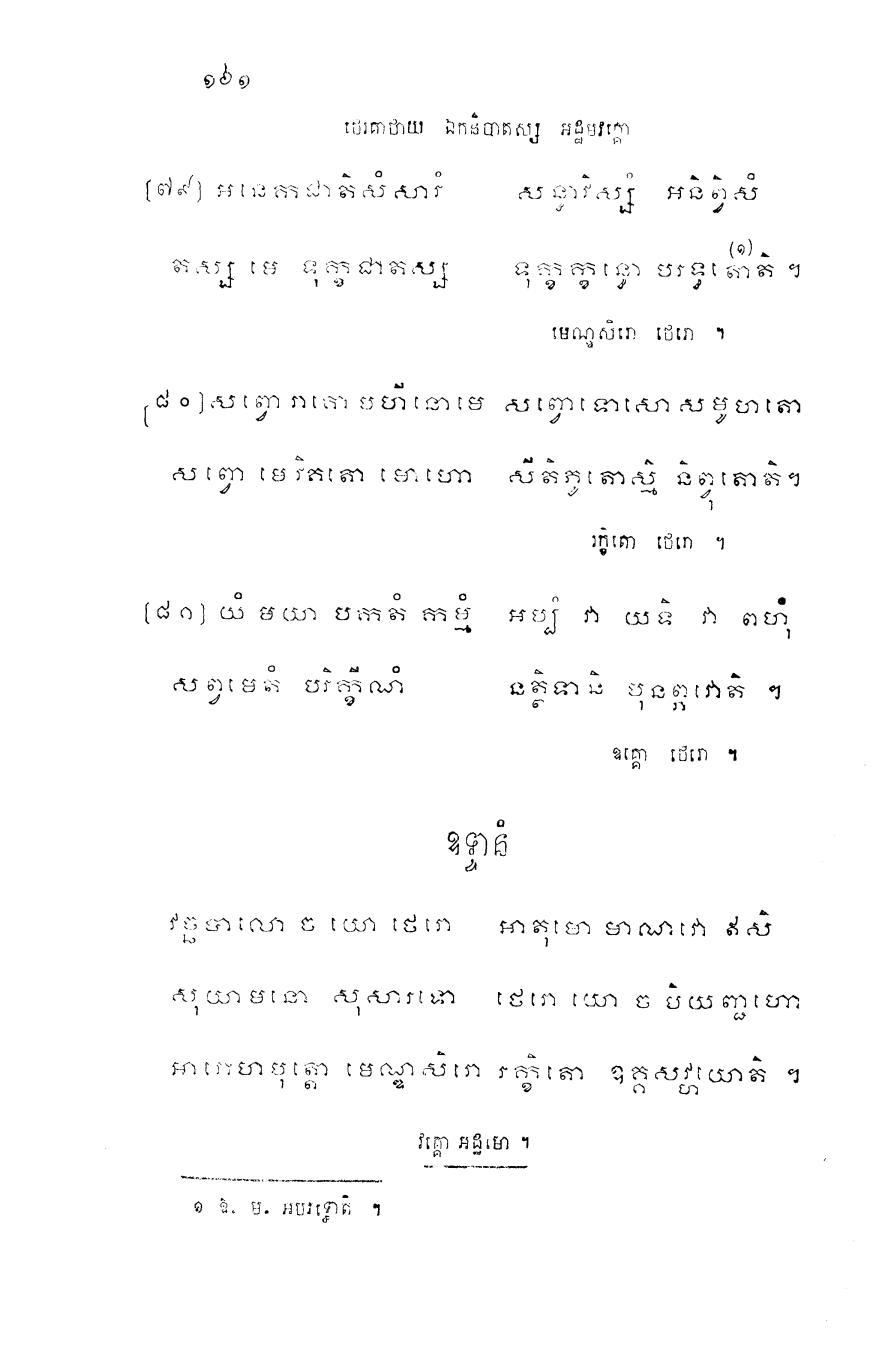 ១៦១
ថេរគាថាយ ឯកនិបាតស្ស អដ្ឋមវគ្គោ
[៧៩] អនេកជាតិសំសារំ សន្ធាវិស្សំ អនិព្វិសំ
តស្ស មេ ទុក្ខជាតស្ស ទុក្ខក្ខន្ធោ បរទ្ធតោតិ ។ (១)
មេណ្ឌសិរោ ថេរោ ។
[៨០] សព្វោ រាគោ បហីនោ មេ សព្វោ ទោសោ សមូហតោ
សព្វោ មេ វិគតោ មោហោ សីតិភូតោស្មិ និព្វុតោតិ ។
រក្ខិតោ ថេរោ ។
[៨១] យំ មយា បកតំ កម្មំ អប្បំ វា យទិ វា ពហុំ
សព្វមេតំ បរិក្ខីណំ នត្ថិទានិ បុនព្ភវោតិ ។
ឧគ្គោ ថេរោ ។
ឧទ្ទានំ
វច្ឆបាលោ ច យោ ថេរោ អាតុមោ មាណវោ ឥសិ
សុយាមនោ សុសារទោ ថេរោ យោ ច បិយញ្ជហោ
អារោហបុត្តោ មេណ្ឌសិរោ រក្ខិតោ ឧគ្គសវ្ហយោតិ ។
វគ្គោ អដ្ឋមោ ។
១ ឱ. ម. អបរទ្ធោតិ ។